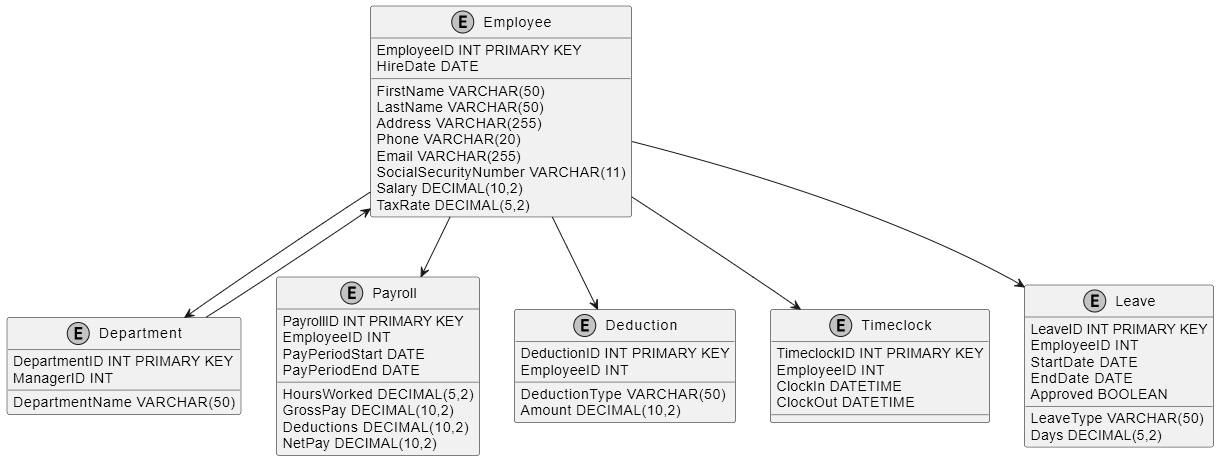 E Employee
EmployeeID INT PRIMARY KEY
HireDate DATE
FirstName VARCHAR(50)
LastName VARCHAR(50)
Address VARCHAR(255)
Phone VARCHAR(20)
Email VARCHAR(255)
SocialSecurityNumber VARCHAR(11)
Salary DECIMAL(10,2)
TaxRate DECIMAL(5,2)
E Department
DepartmentID INT PRIMARY KEY
ManagerID INT
DepartmentName VARCHAR(50)
E Payroll
PayrollID INT PRIMARY KEY
EmployeeID INT
PayPeriodStart DATE
PayPeriodEnd DATE
HoursWorked DECIMAL(5,2)
GrossPay DECIMAL(10,2)
Deductions DECIMAL(10,2)
NetPay DECIMAL(10,2)
E Deduction
DeductionID INT PRIMARY KEY
EmployeeID INT
DeductionType VARCHAR(50)
Amount DECIMAL(10,2)
E Timeclock
TimeclockID INT PRIMARY KEY
EmployeeID INT
ClockIn DATETIME
ClockOut DATETIME
E Leave
LeaveID INT PRIMARY KEY
EmployeeID INT
StartDate DATE
EndDate DATE
Approved BOOLEAN
LeaveType VARCHAR(50)
Days DECIMAL(5,2)